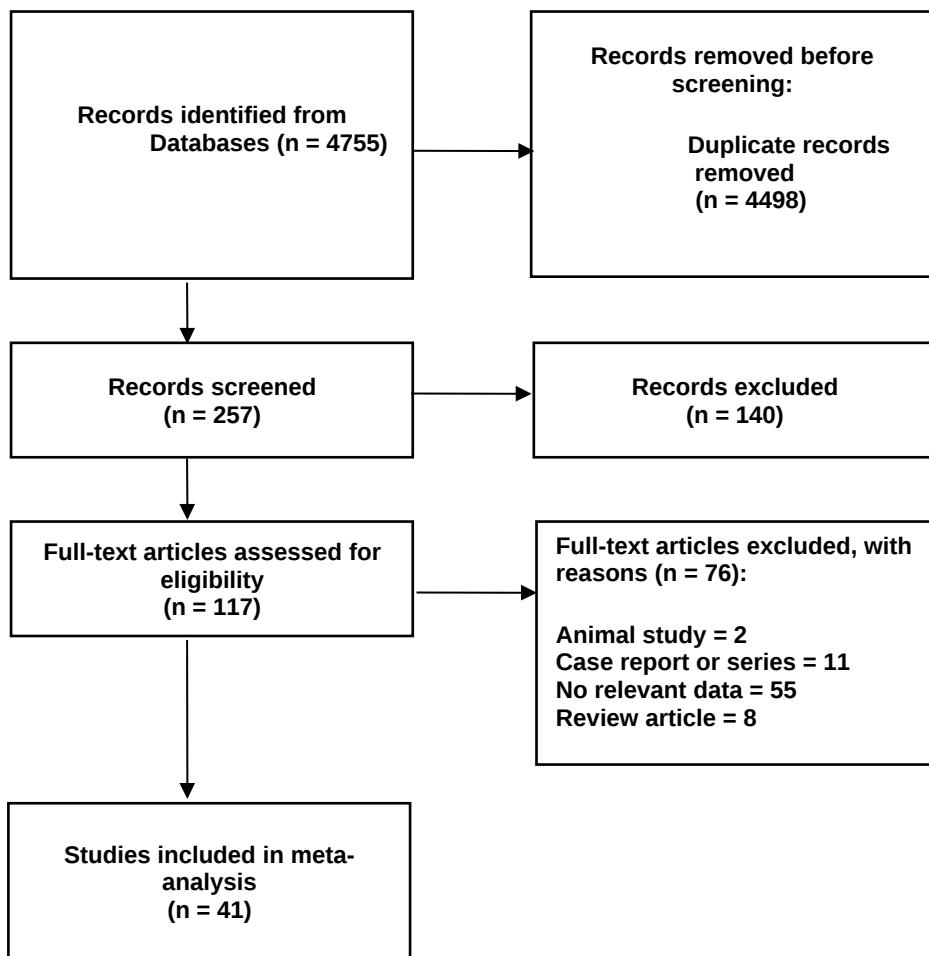 Records identified from
Databases (n = 4755)
Records removed before
screening:
Duplicate records
removed
(n = 4498)
Records screened
(n = 257)
Records excluded
(n = 140)
Full-text articles assessed for
eligibility
(n = 117)
Full-text articles excluded, with
reasons (n = 76):
Animal study = 2
Case report or series = 11
No relevant data = 55
Review article = 8
Studies included in meta-
analysis
(n = 41)